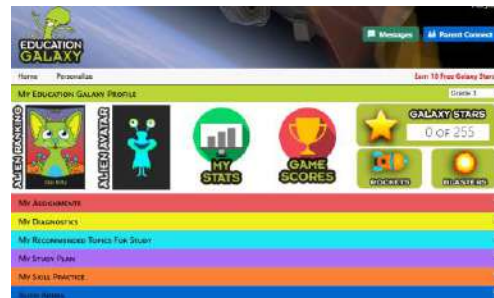 Messages
Parent Connect
EDUCATION
GALAXY
Home Personalize Earn 10 Free Galaxy Stars
MY EDUCATION GALAXY PROFILE
ALIEN RANKING
ALIEN AVATAR
MY
STATS
GAME
SCORES
GALAXY STARS
0 OF 255
ROCKETS
BLASTERS
MY ASSIGNMENTS
MY DIAGNOSTICS
MY RECOMMENDED TOPICS FOR STUDY
MY STUDY PLAN
MY SKILL PRACTICE